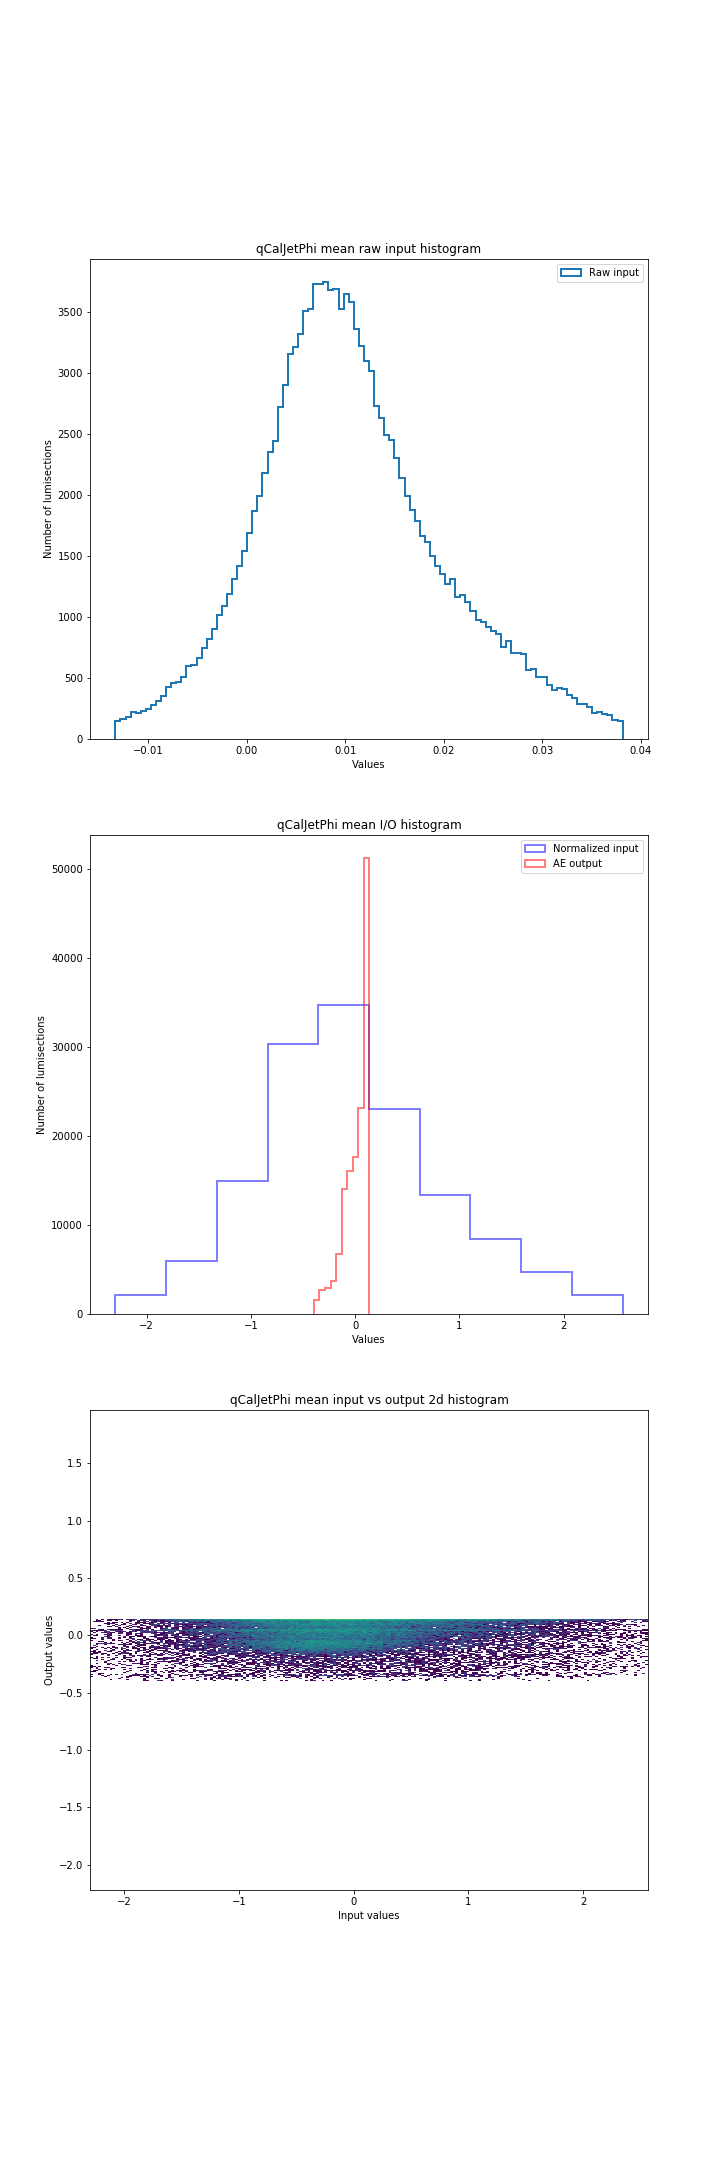 qCalJetPhi mean raw input histogram
Raw input
3500
3000
2500
2000
1500
1000
500
0
Number of lumisections
−0.01 0.00 0.01 0.02 0.03 0.04
Values
qCalJetPhi mean I/O histogram
Normalized input
AE output
50000
40000
30000
20000
10000
0
Number of lumisections
−2 −1 0 1 2
Values
qCalJetPhi mean input vs output 2d histogram
1.5
1.0
0.5
0.0
−0.5
−1.0
−1.5
−2.0
Output values
−2 −1 0 1 2
Input values